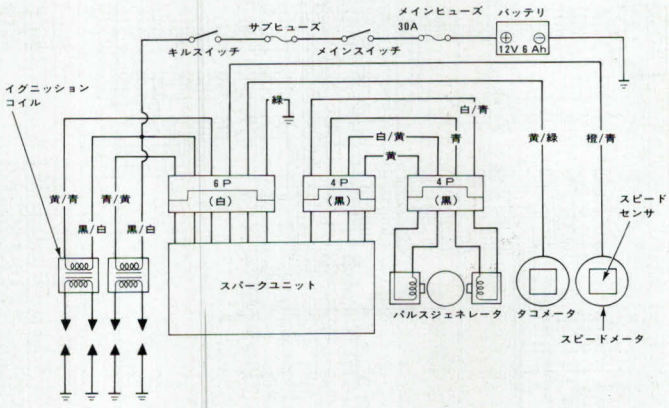 メインヒューズ
30A
バッテリ
サブヒューズ
キルスイッチ
メインスイッチ
12V 6 Ah
イグニッション
コイル
緑
白/青
白/黄
青
黄
黄/緑
橙/青
6 P
(白)
4 P
(黒)
4 P
(黒)
黄/青
青/黄
黒/白
黒/白
スピード
センサ
スパークユニット
パルスジェネレータ
タコメータ
スピードメータ